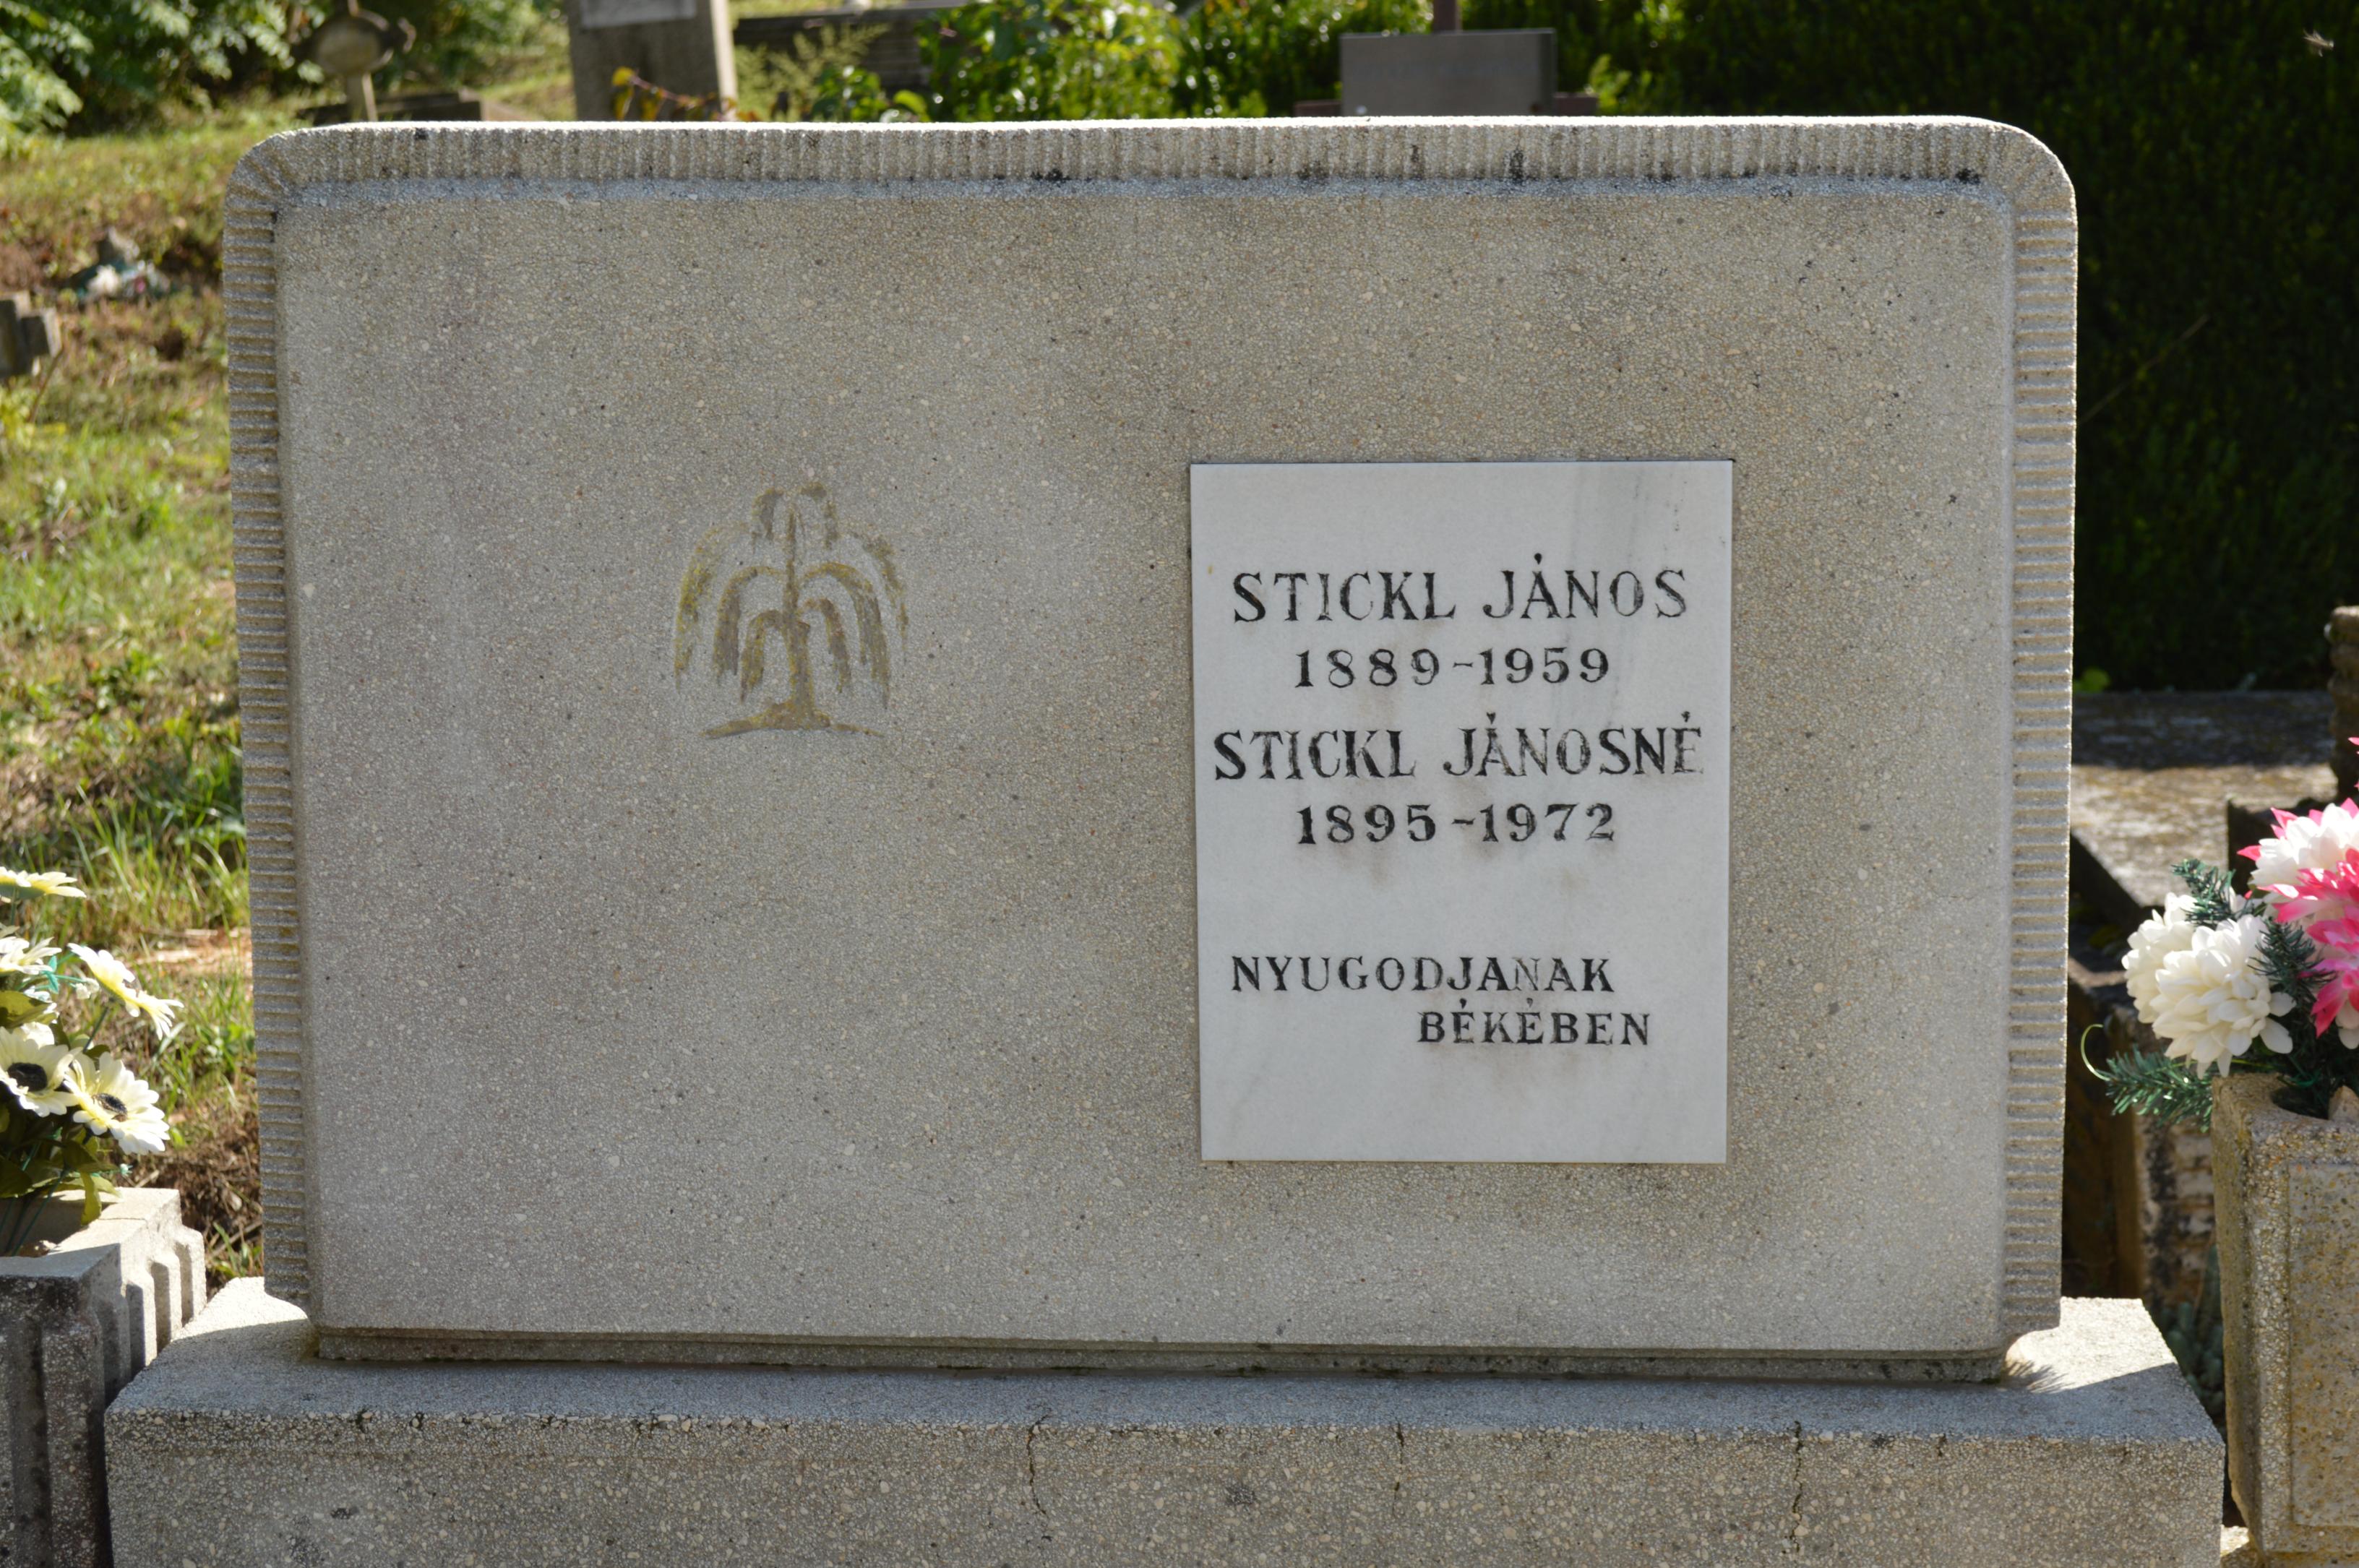 STICKL JÁNOS
1889-1959
STICKL JÁNOSNÉ
1895-1972
NYUGODJANAK
BÉKÉBEN